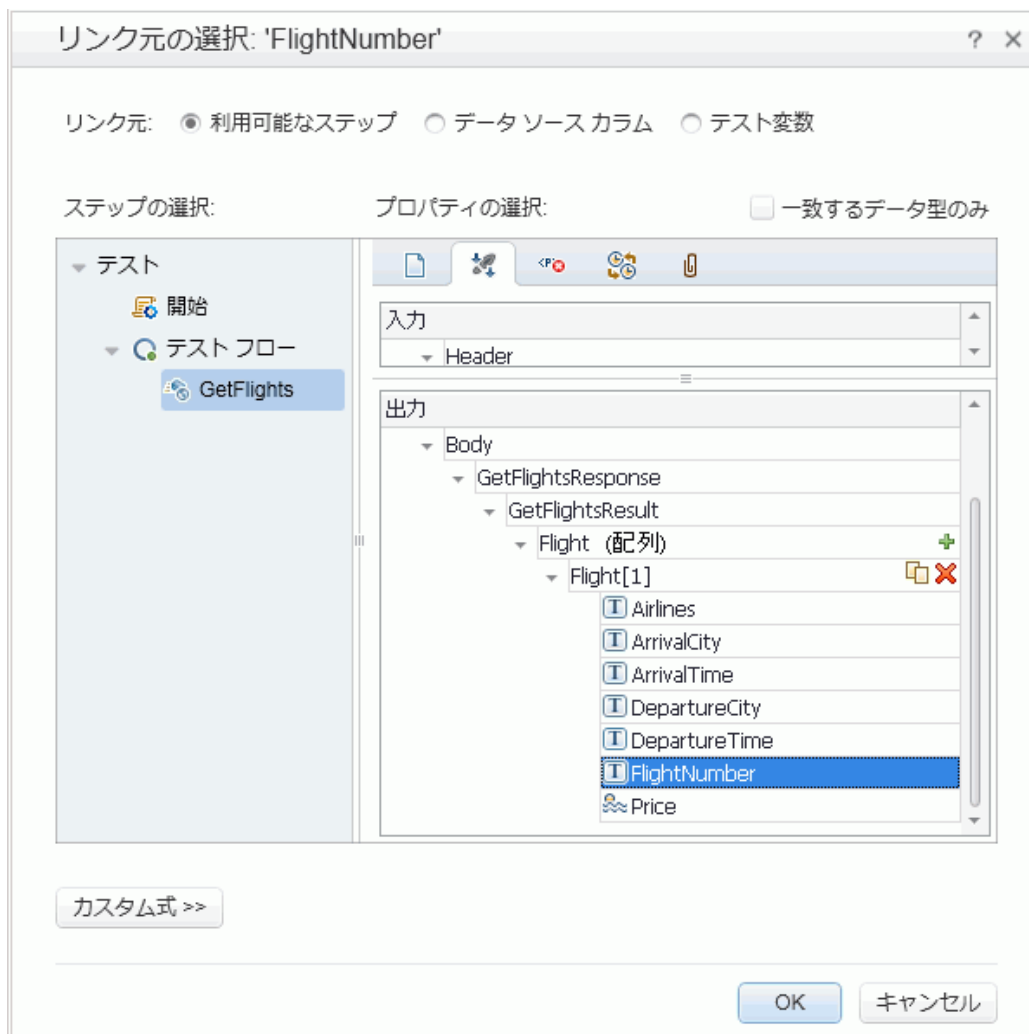 リンク元の選択: 'FlightNumber'
リンク元: 利用可能なステップ データ ソース カラム テスト変数
ステップの選択: プロパティの選択: 一致するデータ型のみ
テスト
開始
テスト フロー
GetFlights
<P>
入力
Header
出力
Body
GetFlightsResponse
GetFlightsResult
Flight (配列)
Flight[1]
T Airlines
T ArrivalCity
T ArrivalTime
T DepartureCity
T DepartureTime
T FlightNumber
Price
カスタム式 >>
OK キャンセル